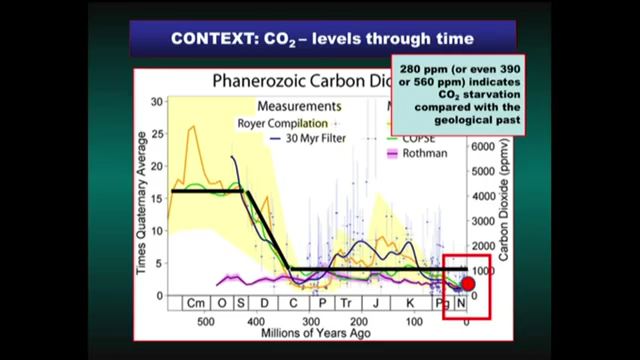 CONTEXT: CO₂ – levels through time
280 ppm (or even 390
or 560 ppm) indicates
CO₂ starvation
compared with the
geological past
Phanerozoic Carbon Dio
Measurements
Royer Compilation
30 Myr Filter
COPSE
Rothman
Times Quaternary Average
30
25
20
15
10
5
0
Carbon Dioxide (ppmv)
6000
5000
4000
3000
2000
1000
0
Cm O S D C P Tr J K Pg N
500 400 300 200 100 0
Millions of Years Ago